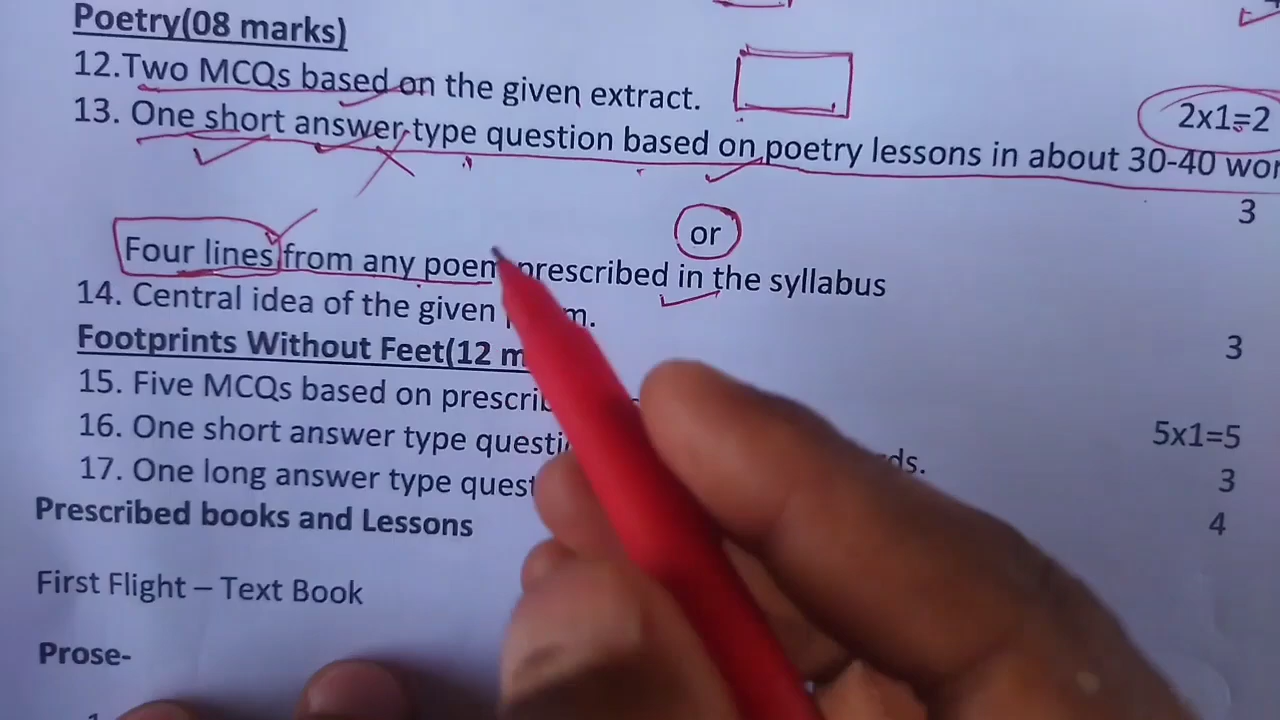 Poetry(08 marks)
12.Two MCQs based on the given extract.
2x1=2
13. One short answer type question based on poetry lessons in about 30-40
3
or
Four lines from any poem prescribed in the syllabus
14. Central idea of the given
3
Footprints Without Feet(12
15. Five MCQs based on
5x1=5
16. One short answer type
3
17. One long answer type
4
Prescribed books and Lessons
First Flight – Text Book
Prose-